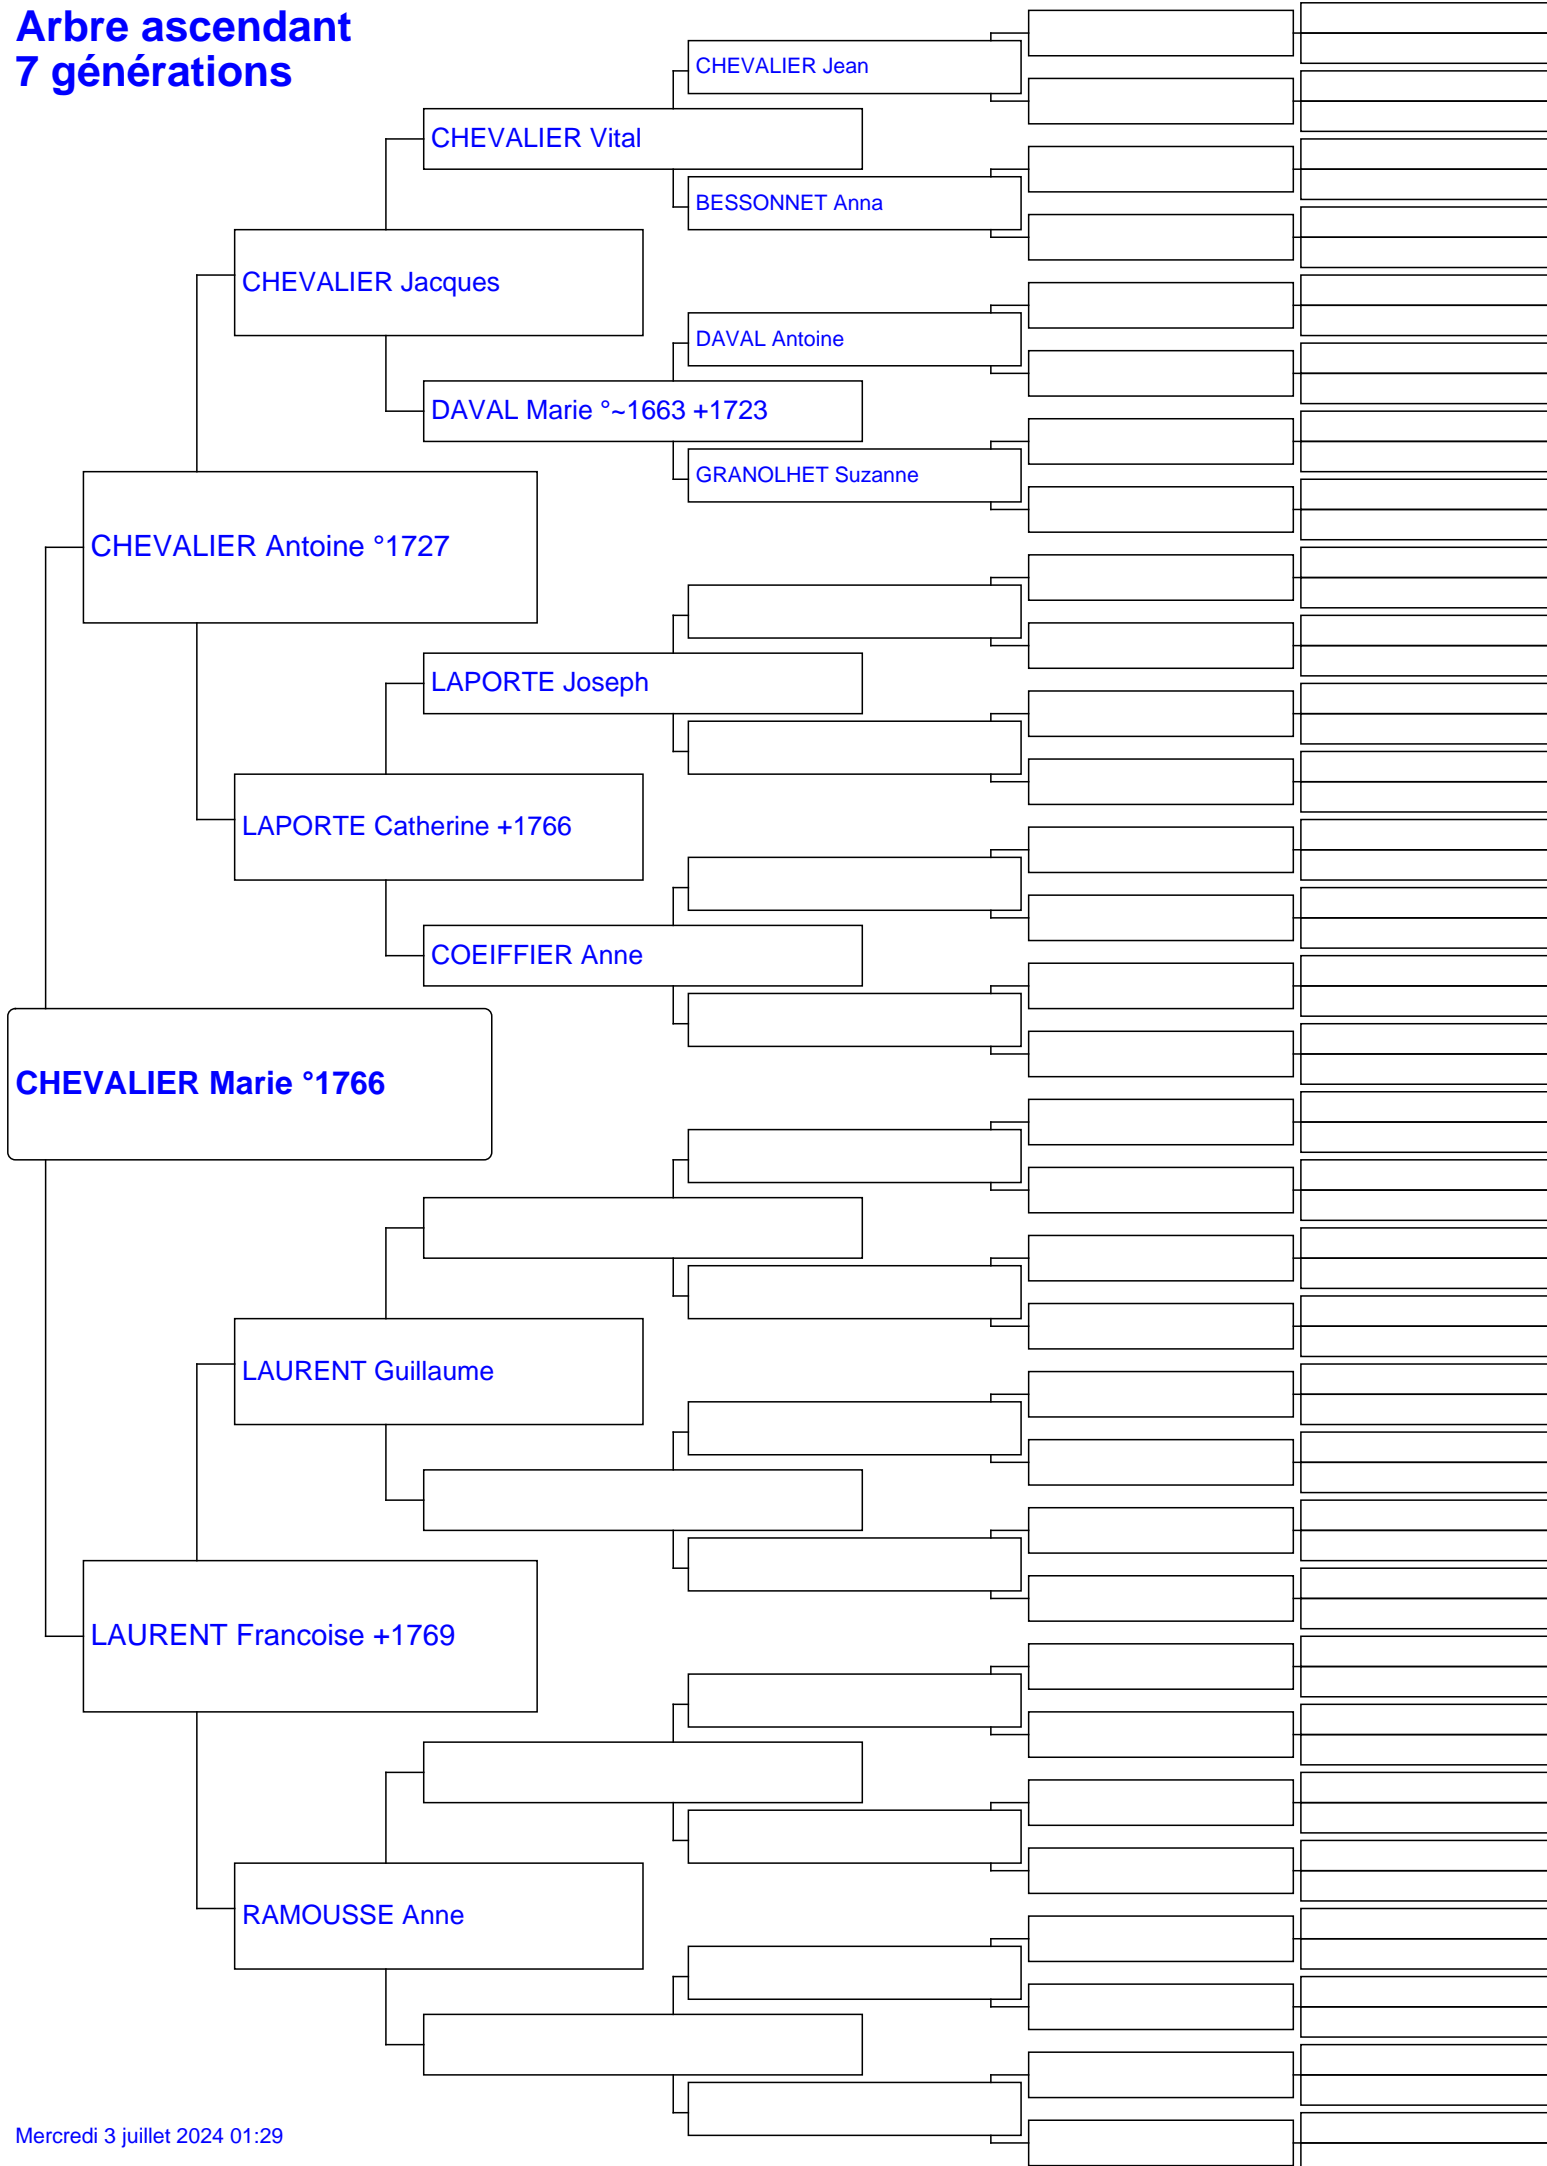 Arbre ascendant
7 générations
CHEVALIER Jean
CHEVALIER Vital
BESSONNET Anna
CHEVALIER Jacques
DAVAL Antoine
DAVAL Marie °~1663 +1723
GRANOLHET Suzanne
CHEVALIER Antoine °1727
LAPORTE Joseph
LAPORTE Catherine +1766
COEIFFIER Anne
CHEVALIER Marie °1766
LAURENT Guillaume
LAURENT Francoise +1769
RAMOUSSE Anne
Mercredi 3 juillet 2024 01:29